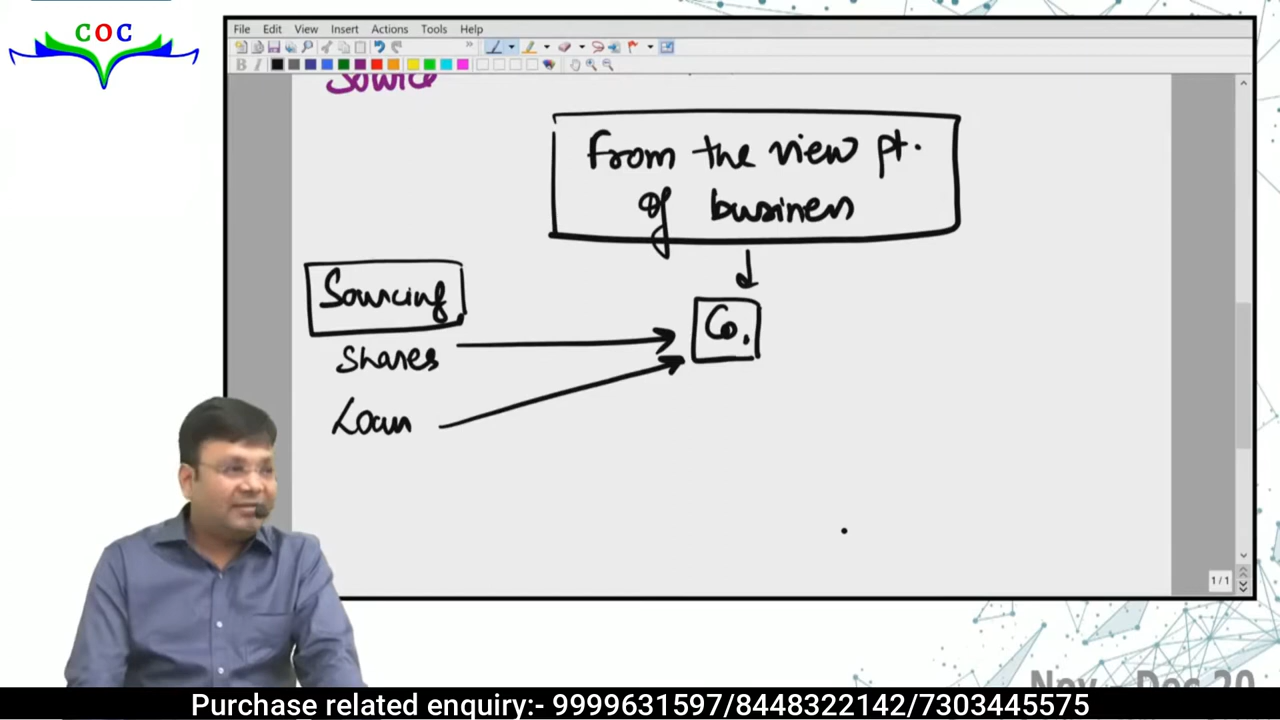 COC
File Edit View Insert Actions Tools Help
B I
From the view pt.
of business
Sourcing
Shares
Loan
Co.
1 / 1
Purchase related enquiry:- 9999631597/8448322142/7303445575